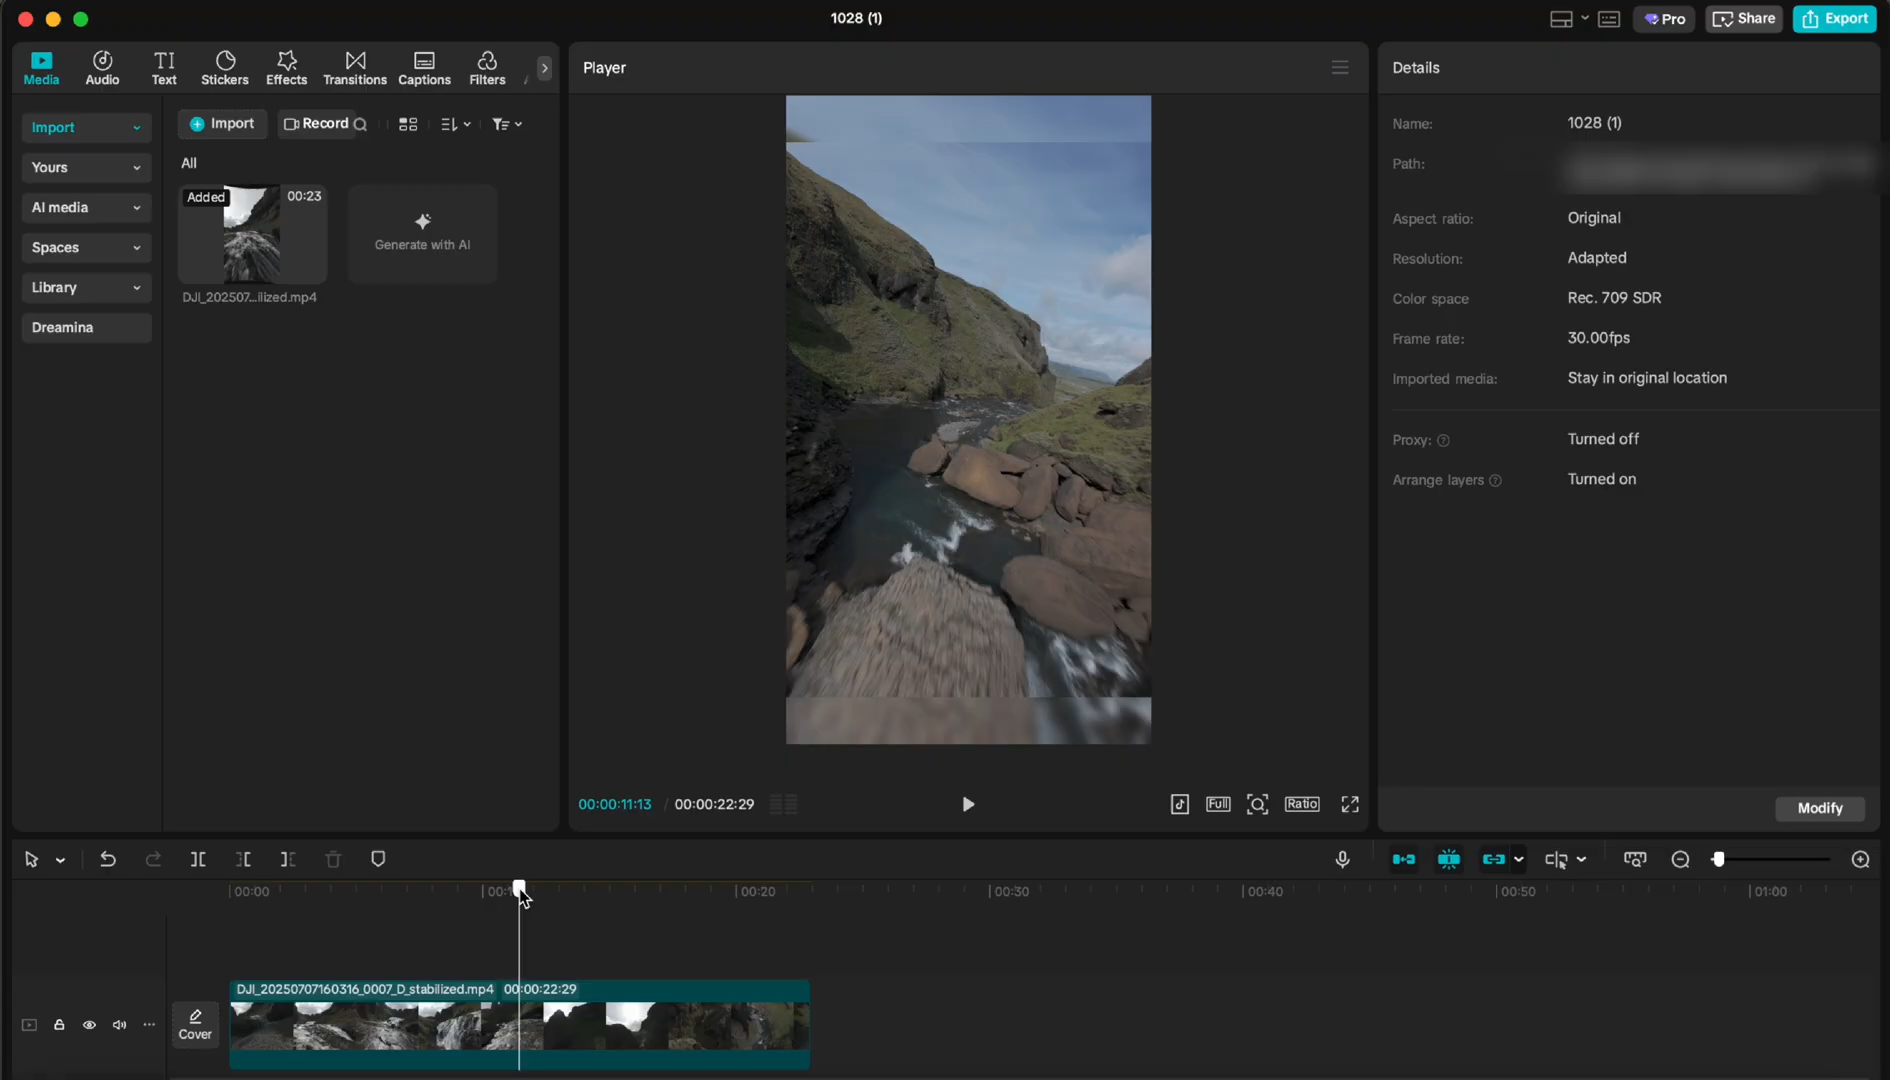 1028 (1)
Pro
Share
Export
Media
Audio
TI
Text
Stickers
Effects
Transitions
Captions
Filters
Player
Details
Import
Yours
AI media
Spaces
Library
Dreamina
Import
Record
All
Added
00:23
DJI_202507...ilized.mp4
Generate with AI
Name:
1028 (1)
Path:
Aspect ratio:
Original
Resolution:
Adapted
Color space
Rec. 709 SDR
Frame rate:
30.00fps
Imported media:
Stay in original location
Proxy:
Turned off
Arrange layers
Turned on
Modify
00:00:11:13 / 00:00:22:29
Full
Ratio
00:00
00:20
00:30
00:40
00:50
01:00
DJI_20250707160316_0007_D_stabilized.mp4 00:00:22:29
Cover